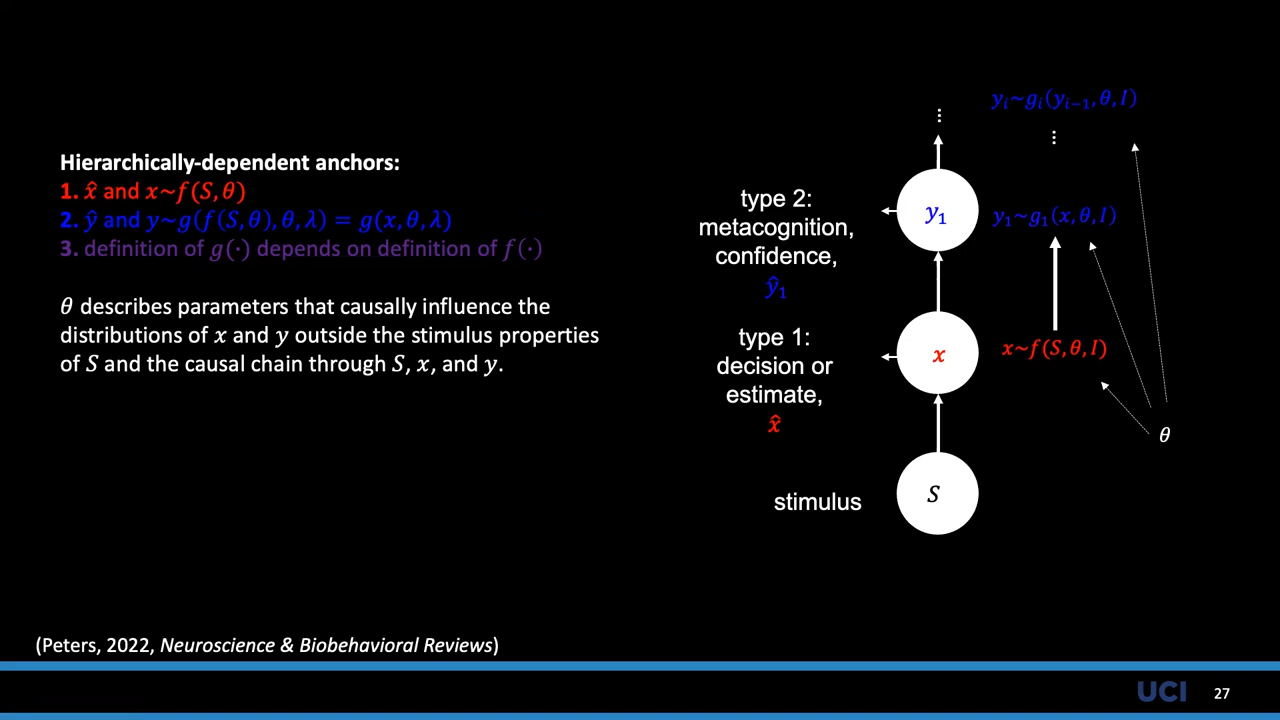 Hierarchically-dependent anchors:
1. x̂ and x~f(S,θ)
2. ŷ and y~g(f(S,θ),θ,λ) = g(x,θ,λ)
3. definition of g(·) depends on definition of f(·)
θ describes parameters that causally influence the
distributions of x and y outside the stimulus properties
of S and the causal chain through S, x, and y.
⋮
yᵢ~gᵢ(yᵢ₋₁,θ,I)
⋮
type 2:
metacognition,
confidence,
ŷ₁
y₁
y₁~g₁(x,θ,I)
type 1:
decision or
estimate,
x̂
x
x~f(S,θ,I)
θ
stimulus
S
(Peters, 2022, Neuroscience & Biobehavioral Reviews)
UCI
27